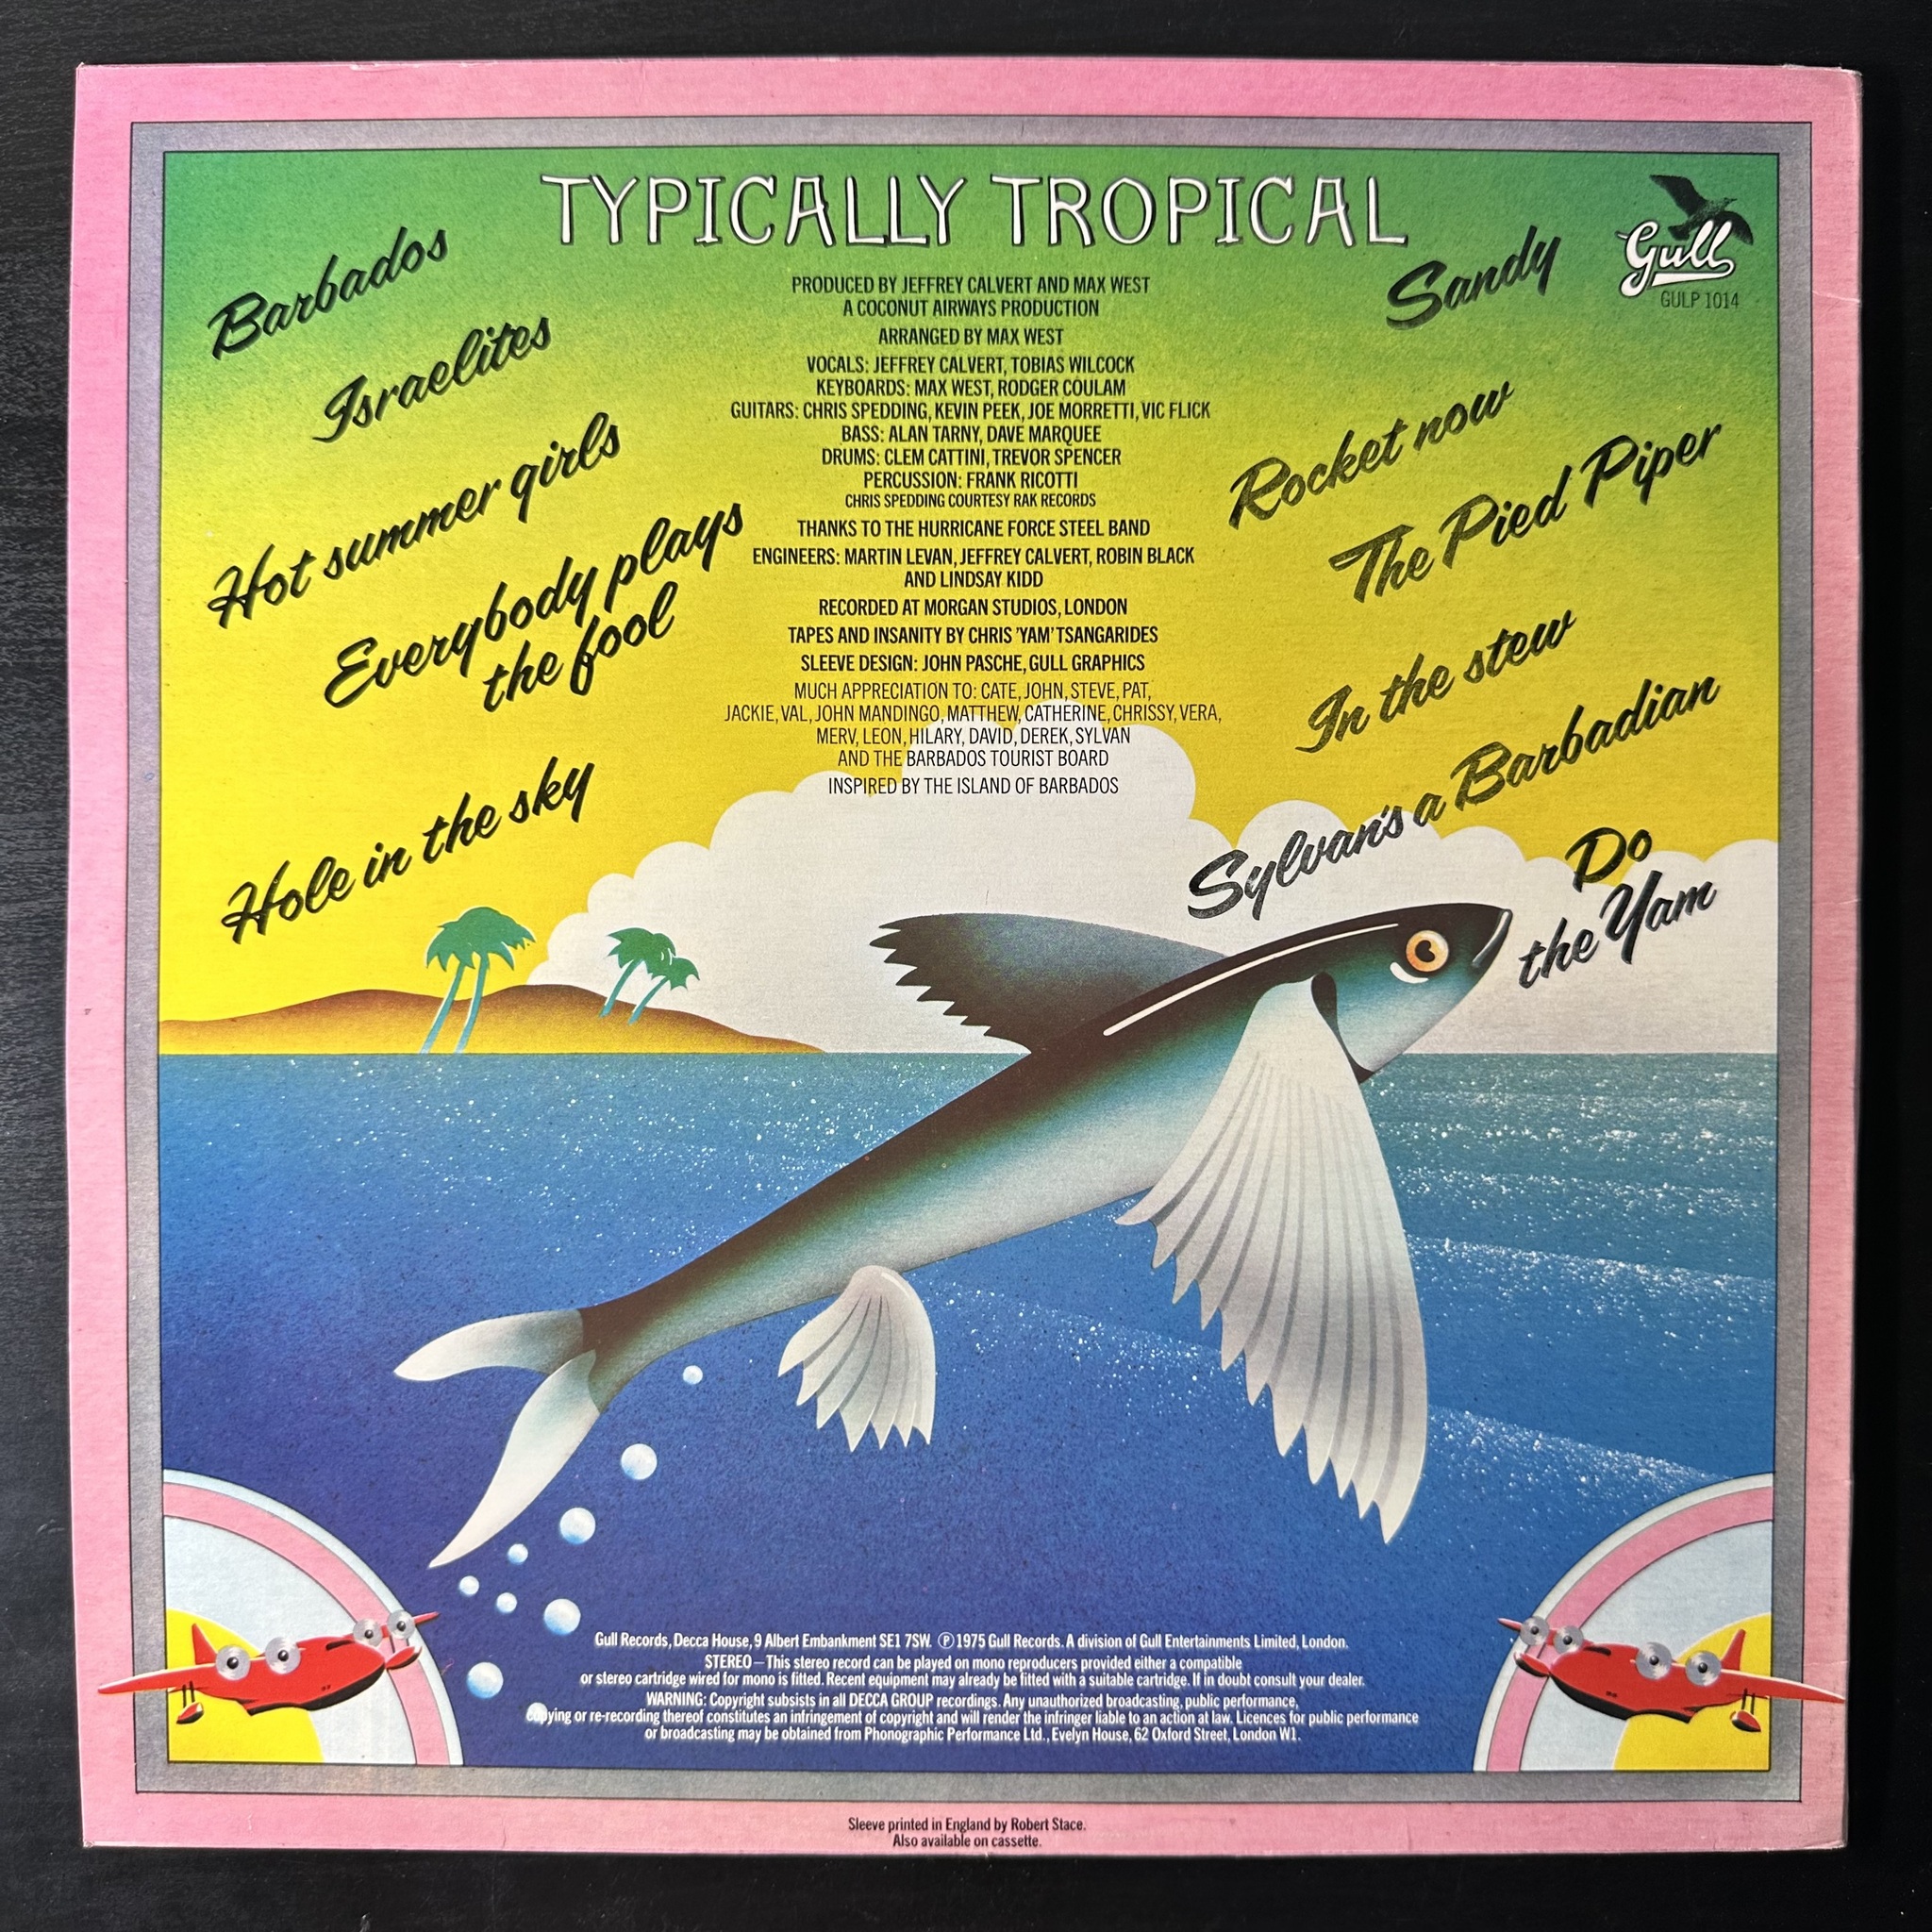 TYPICALLY TROPICAL
Gull
GULP 1014
Barbados
Israelites
Hot summer girls
Everybody plays
the fool
Hole in the sky
PRODUCED BY JEFFREY CALVERT AND MAX WEST
A COCONUT AIRWAYS PRODUCTION
ARRANGED BY MAX WEST
VOCALS: JEFFREY CALVERT, TOBIAS WILCOCK
KEYBOARDS: MAX WEST, RODGER COULAM
GUITARS: CHRIS SPEDDING, KEVIN PEEK, JOE MORRETTI, VIC FLICK
BASS: ALAN TARNY, DAVE MARQUEE
DRUMS: CLEM CATTINI, TREVOR SPENCER
PERCUSSION: FRANK RICOTTI
CHRIS SPEDDING COURTESY RAK RECORDS
THANKS TO THE HURRICANE FORCE STEEL BAND
ENGINEERS: MARTIN LEVAN, JEFFREY CALVERT, ROBIN BLACK
AND LINDSAY KIDD
RECORDED AT MORGAN STUDIOS, LONDON
TAPES AND INSANITY BY CHRIS 'YAM' TSANGARIDES
SLEEVE DESIGN: JOHN PASCHE, GULL GRAPHICS
MUCH APPRECIATION TO: CATE, JOHN, STEVE, PAT,
JACKIE, VAL, JOHN MANDINGO, MATTHEW, CATHERINE, CHRISSY, VERA,
MERV, LEON, HILARY, DAVID, DEREK, SYLVAN
AND THE BARBADOS TOURIST BOARD
INSPIRED BY THE ISLAND OF BARBADOS
Sandy
Rocket now
The Pied Piper
In the stew
Sylvan's a Barbadian
Do
the Yam
Gull Records, Decca House, 9 Albert Embankment SE1 7SW. ℗ 1975 Gull Records. A division of Gull Entertainments Limited, London.
STEREO—This stereo record can be played on mono reproducers provided either a compatible
or stereo cartridge wired for mono is fitted. Recent equipment may already be fitted with a suitable cartridge. If in doubt consult your dealer.
WARNING: Copyright subsists in all DECCA GROUP recordings. Any unauthorized broadcasting, public performance,
copying or re-recording thereof constitutes an infringement of copyright and will render the infringer liable to an action at law. Licences for public performance
or broadcasting may be obtained from Phonographic Performance Ltd., Evelyn House, 62 Oxford Street, London W1.
Sleeve printed in England by Robert Stace.
Also available on cassette.